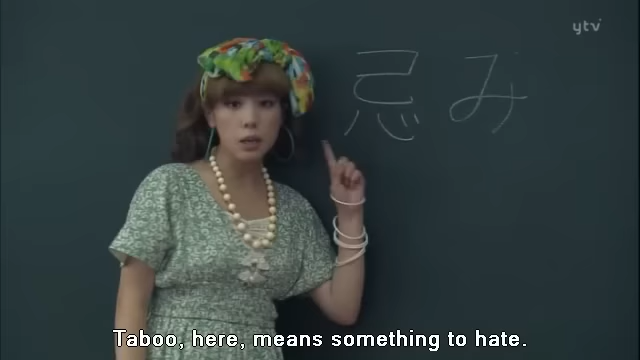 ytv
忌み
Taboo, here, means something to hate.